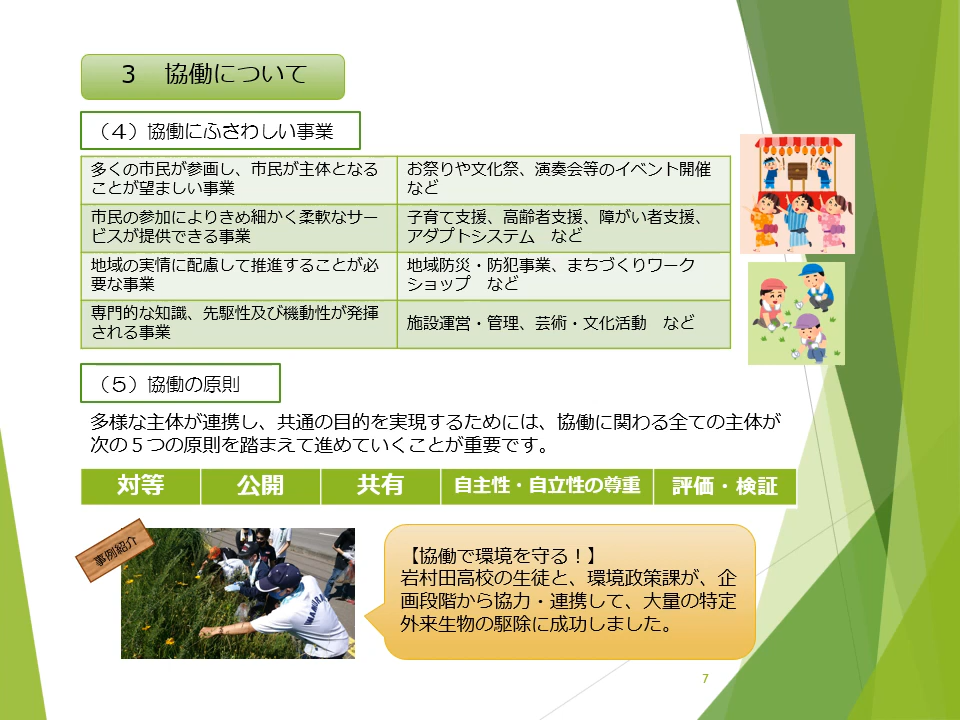 3　協働について
（４）協働にふさわしい事業
多くの市民が参画し、市民が主体となる
ことが望ましい事業
お祭りや文化祭、演奏会等のイベント開催
など
市民の参加によりきめ細かく柔軟なサー
ビスが提供できる事業
子育て支援、高齢者支援、障がい者支援、
アダプトシステム　など
地域の実情に配慮して推進することが必
要な事業
地域防災・防犯事業、まちづくりワーク
ショップ　など
専門的な知識、先駆性及び機動性が発揮
される事業
施設運営・管理、芸術・文化活動　など
（５）協働の原則
多様な主体が連携し、共通の目的を実現するためには、協働に関わる全ての主体が
次の５つの原則を踏まえて進めていくことが重要です。
対等
公開
共有
自主性・自立性の尊重
評価・検証
事例紹介
【協働で環境を守る！】
岩村田高校の生徒と、環境政策課が、企
画段階から協力・連携して、大量の特定
外来生物の駆除に成功しました。
7